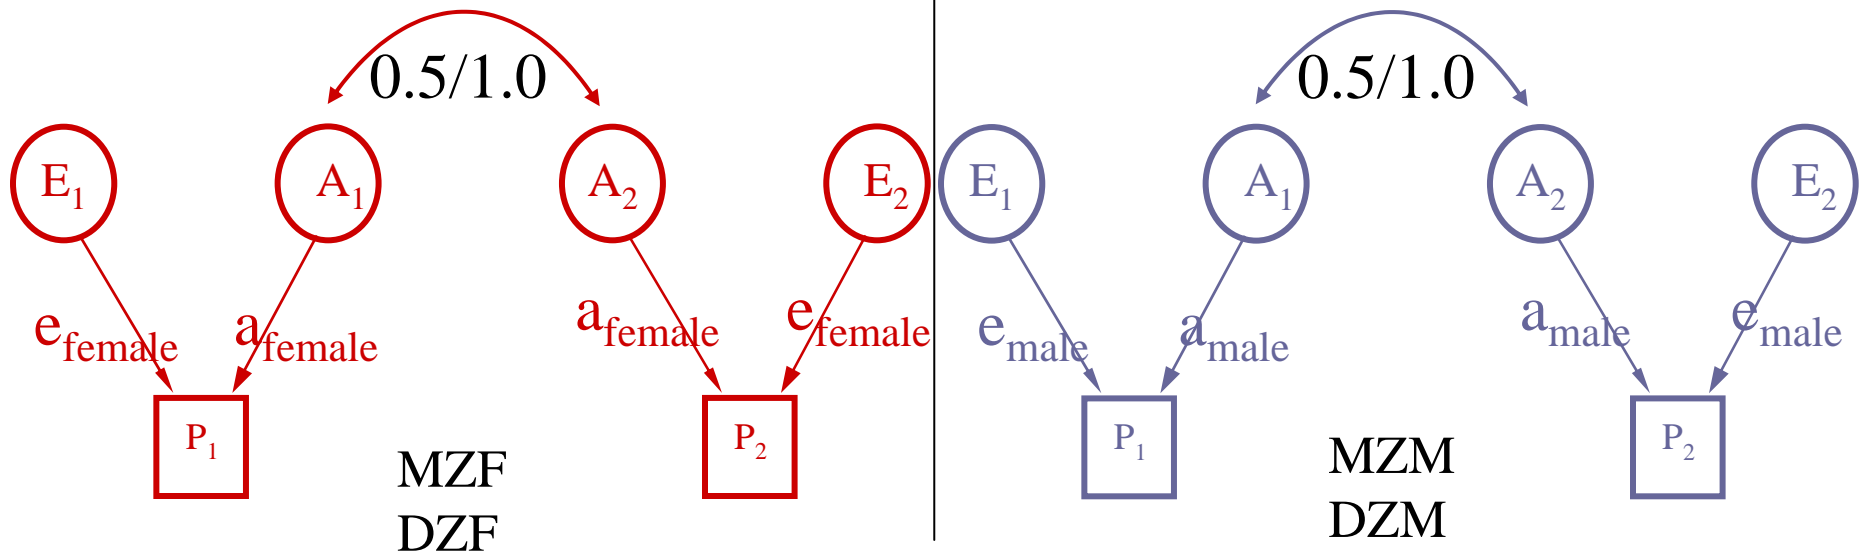 0.5/1.0
E1 A1 A2 E2
efemale afemale afemale efemale
P1 P2
MZF
DZF
0.5/1.0
E1 A1 A2 E2
emale amale amale emale
P1 P2
MZM
DZM